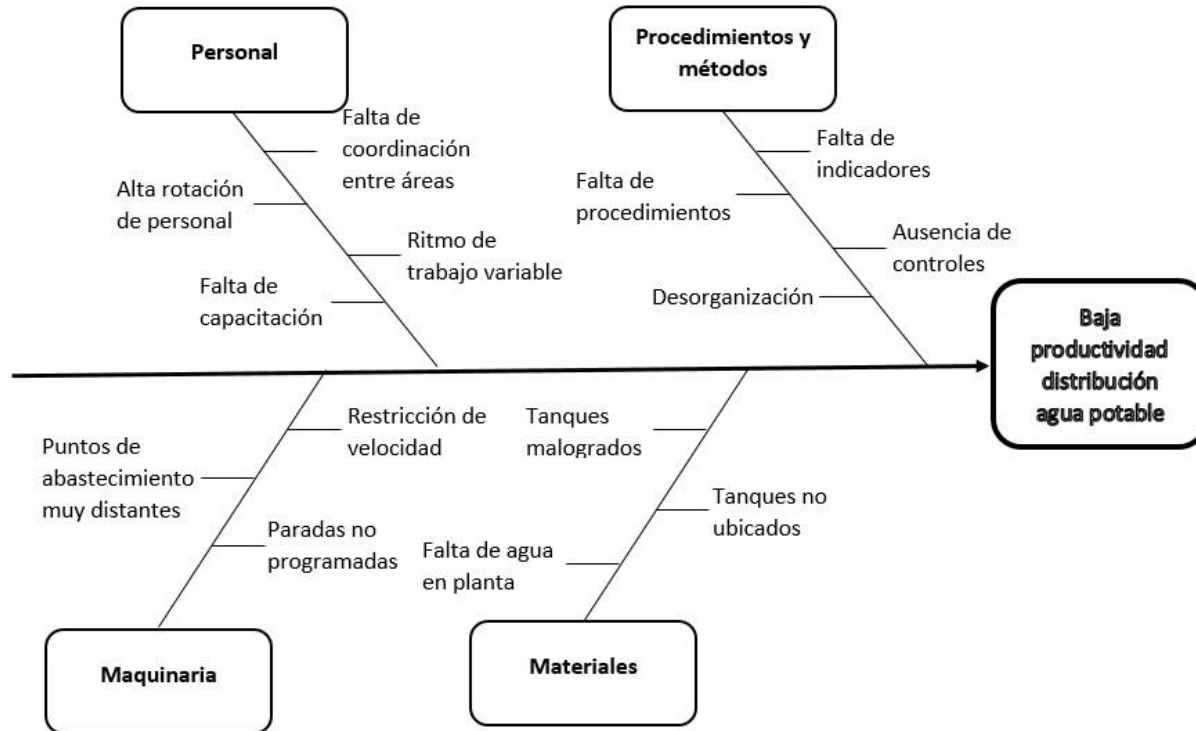 Personal
Procedimientos y
métodos
Falta de
coordinación
entre áreas
Alta rotación
de personal
Ritmo de
trabajo variable
Falta de
capacitación
Falta de
indicadores
Falta de
procedimientos
Ausencia de
controles
Desorganización
Baja
productividad
distribución
agua potable
Restricción de
velocidad
Puntos de
abastecimiento
muy distantes
Paradas no
programadas
Tanques
malogrados
Tanques no
ubicados
Falta de agua
en planta
Maquinaria
Materiales